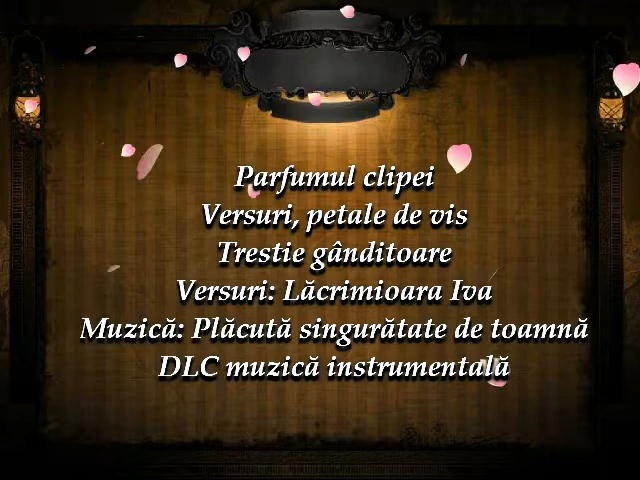 Parfumul clipei
Versuri, petale de vis
Trestie gânditoare
Versuri: Lăcrimioara Iva
Muzică: Plăcută singurătate de toamnă
DLC muzică instrumentală